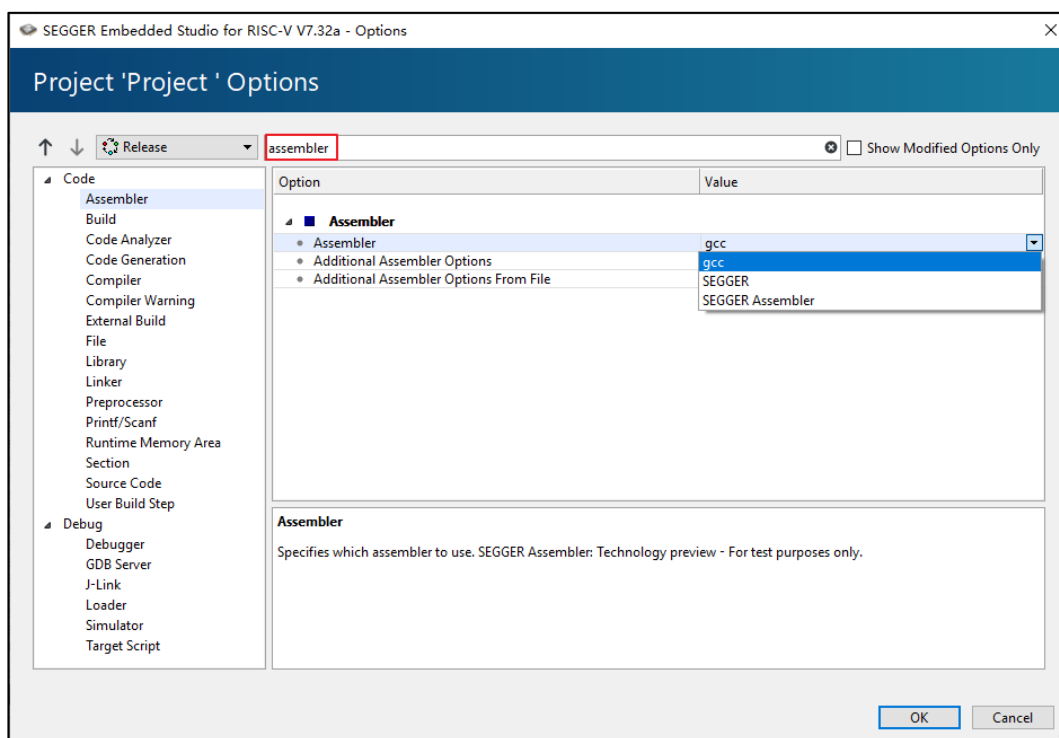 SEGGER Embedded Studio for RISC-V V7.32a - Options
Project 'Project ' Options
Release
assembler
Show Modified Options Only
Code
Assembler
Build
Code Analyzer
Code Generation
Compiler
Compiler Warning
External Build
File
Library
Linker
Preprocessor
Printf/Scanf
Runtime Memory Area
Section
Source Code
User Build Step
Debug
Debugger
GDB Server
J-Link
Loader
Simulator
Target Script
Option Value
Assembler
Assembler gcc
Additional Assembler Options gcc
Additional Assembler Options From File SEGGER
SEGGER Assembler
Assembler
Specifies which assembler to use. SEGGER Assembler: Technology preview - For test purposes only.
OK Cancel